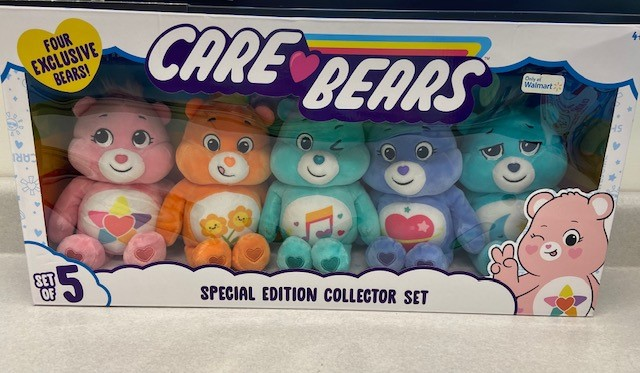 FOUR
EXCLUSIVE
BEARS!
CARE
BEARS
Only at
Walmart
SET
OF 5
SPECIAL EDITION COLLECTOR SET